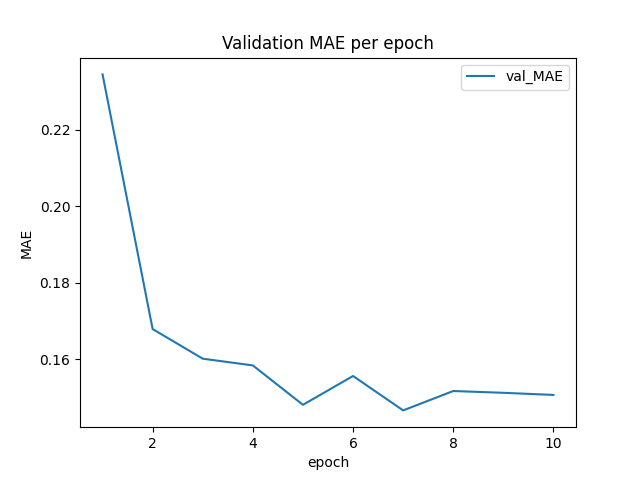 Validation MAE per epoch
val_MAE
0.22
0.20
0.18
0.16
MAE
2 4 6 8 10
epoch